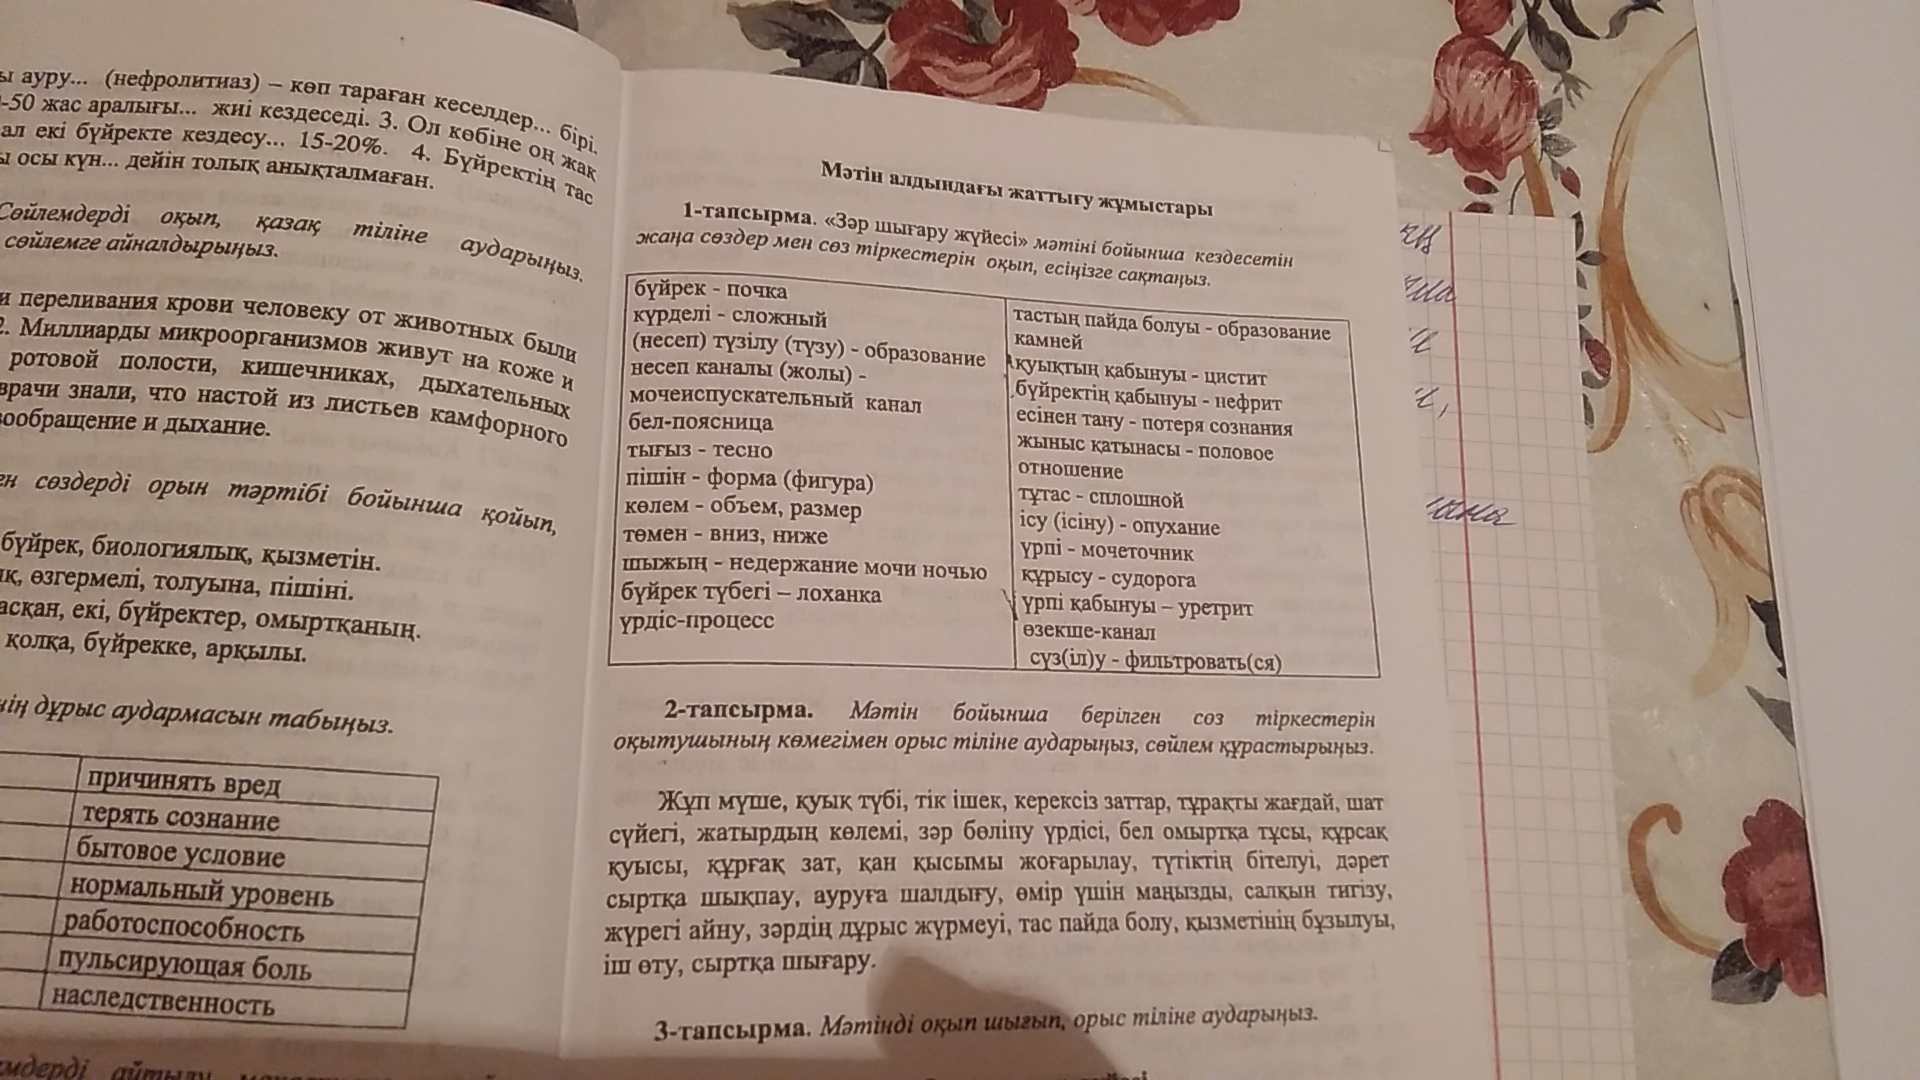 ауру... (нефролитиаз) – көп тараған кеселдер... бірі.
-50 жас аралығы... жиі кездеседі. 3. Ол көбіне оң жақ
ал екі бүйректе кездесу... 15-20%. 4. Бүйректің тас
осы күн... дейін толық анықталмаған.
Сөйлемдерді оқып, қазақ тіліне аударыңыз.
сөйлемге айналдырыңыз.
и переливания крови человеку от животных были
2. Миллиарды микроорганизмов живут на коже и
ротовой полости, кишечниках, дыхательных
врачи знали, что настой из листьев камфорного
и дыхание.
сөздерді орын тәртібі бойынша қойып,
бүйрек, биологиялық, қызметін.
өзгермелі, толуына, пішіні.
екі, бүйректер, омыртқаның.
қолқа, бүйрекке, арқылы.
дұрыс аудармасын табыңыз.
причинять вред
терять сознание
бытовое условие
нормальный уровень
работоспособность
пульсирующая боль
наследственность
айтылу
Мәтін алдындағы жаттығу жұмыстары
1-тапсырма. «Зәр шығару жүйесі» мәтіні бойынша кездесетін
жаңа сөздер мен сөз тіркестерін оқып, есіңізге сақтаңыз.
бүйрек - почка
күрделі - сложный
(несеп) түзілу (түзу) - образование
несеп каналы (жолы) -
мочеиспускательный канал
бел-поясница
тығыз - тесно
пішін - форма (фигура)
көлем - объем, размер
төмен - вниз, ниже
шыжың - недержание мочи ночью
бүйрек түбегі – лоханка
үрдіс-процесс
тастың пайда болуы - образование
камней
қуықтың қабынуы - цистит
бүйректің қабынуы - нефрит
есінен тану - потеря сознания
жыныс қатынасы - половое
отношение
тұтас - сплошной
ісу (ісіну) - опухание
үрпі - мочеточник
құрысу - судорога
үрпі қабынуы – уретрит
өзекше-канал
сүз(іл)у - фильтровать(ся)
2-тапсырма. Мәтін бойынша берілген сөз тіркестерін
оқытушының көмегімен орыс тіліне аударыңыз, сөйлем құрастырыңыз.
Жұп мүше, қуық түбі, тік ішек, керексіз заттар, тұрақты жағдай, шат
сүйегі, жатырдың көлемі, зәр бөліну үрдісі, бел омыртқа тұсы, құрсақ
қуысы, құрғақ зат, қан қысымы жоғарылау, түтіктің бітелуі, дәрет
сыртқа шықпау, ауруға шалдығу, өмір үшін маңызды, салқын тигізу,
жүрегі айну, зәрдің дұрыс жүрмеуі, тас пайда болу, қызметінің бұзылуы,
іш өту, сыртқа шығару.
3-тапсырма. Мәтінді оқып шығып, орыс тіліне аударыңыз.